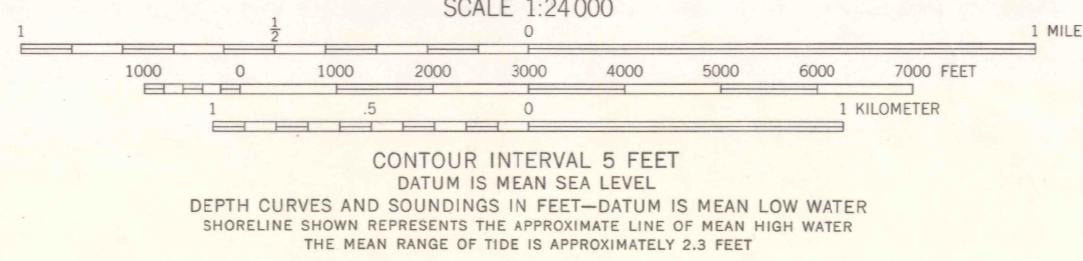 SCALE 1:24 000
1 ½ 0 1 MILE
1000 0 1000 2000 3000 4000 5000 6000 7000 FEET
1 .5 0 1 KILOMETER
CONTOUR INTERVAL 5 FEET
DATUM IS MEAN SEA LEVEL
DEPTH CURVES AND SOUNDINGS IN FEET—DATUM IS MEAN LOW WATER
SHORELINE SHOWN REPRESENTS THE APPROXIMATE LINE OF MEAN HIGH WATER
THE MEAN RANGE OF TIDE IS APPROXIMATELY 2.3 FEET